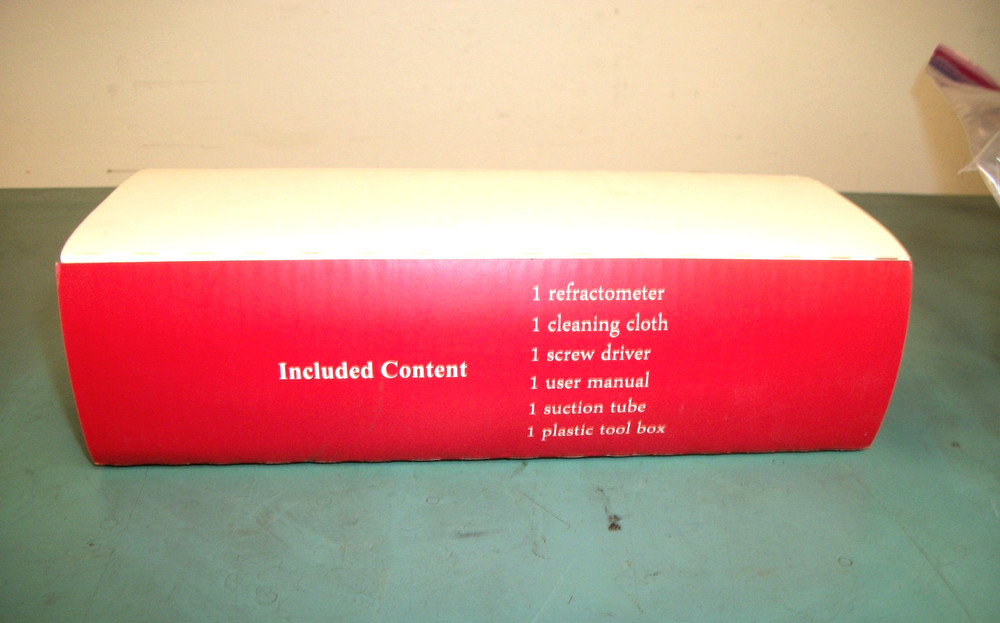 Included Content
1 refractometer
1 cleaning cloth
1 screw driver
1 user manual
1 suction tube
1 plastic tool box